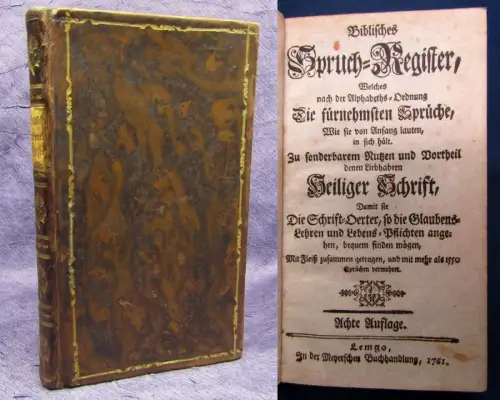 Biblisches
Spruch=Register,
Welches
nach der Alphabeths=Ordnung
Die fürnehmsten Sprüche,
Wie sie von Anfang lauten,
in sich hält.
Zu sonderbarem Nutzen und Vortheil
denen Liebhabern
Heiliger Schrift,
Damit sie
Die Schrift=Oerter, so die Glaubens=
Lehren und Lebens=Pflichten ange=
hen, bequem finden mögen,
Mit Fleiß zusammen getragen, und mit mehr als 1550
Sprüchen vermehret.
Achte Auflage.
Lemgo,
In der Meyerschen Buchhandlung, 1761.